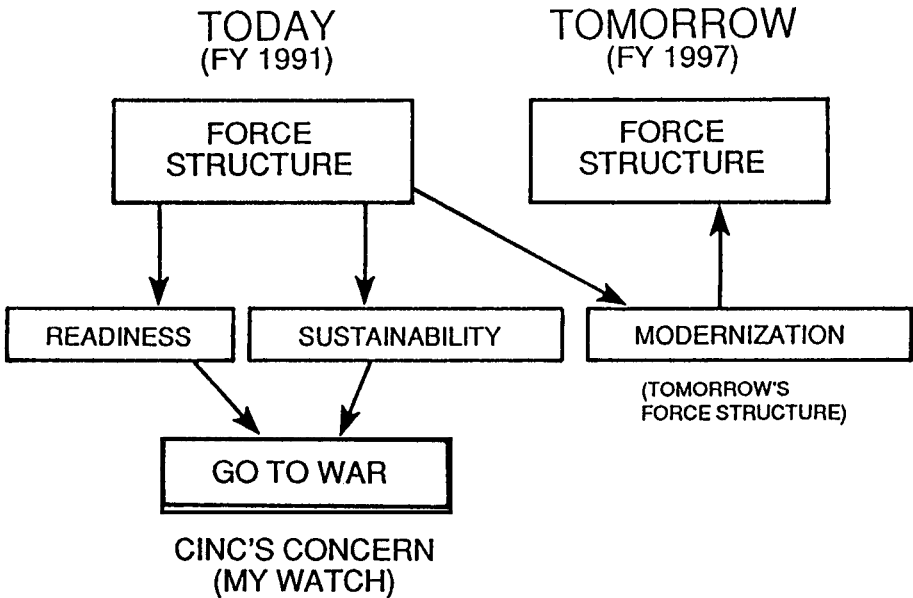 TODAY
(FY 1991)
TOMORROW
(FY 1997)
FORCE
STRUCTURE
FORCE
STRUCTURE
READINESS
SUSTAINABILITY
MODERNIZATION
(TOMORROW'S
FORCE STRUCTURE)
GO TO WAR
CINC'S CONCERN
(MY WATCH)